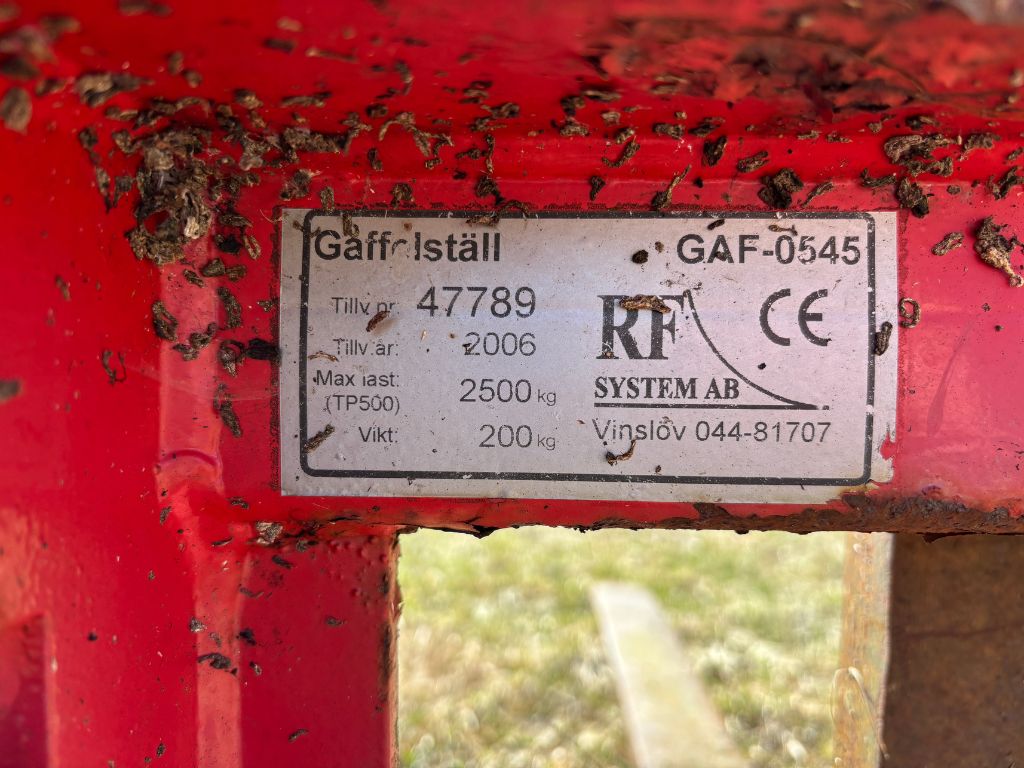 Gaffelställ GAF-0545
Tillv.nr: 47789
Tillv.år: 2006
Max last: 2500 kg
(TP500)
Vikt: 200 kg
RF CE
SYSTEM AB
Vinslöv 044-81707